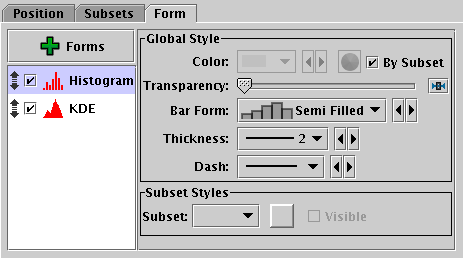 Position Subsets Form
Forms
Histogram
KDE
Global Style
Color: By Subset
Transparency:
Bar Form: Semi Filled
Thickness: 2
Dash:
Subset Styles
Subset: Visible